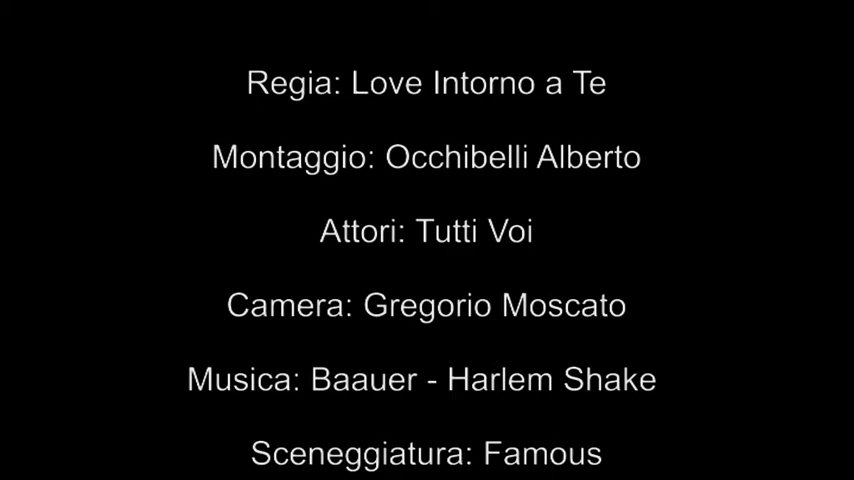 Regia: Love Intorno a Te
Montaggio: Occhibelli Alberto
Attori: Tutti Voi
Camera: Gregorio Moscato
Musica: Baauer - Harlem Shake
Sceneggiatura: Famous